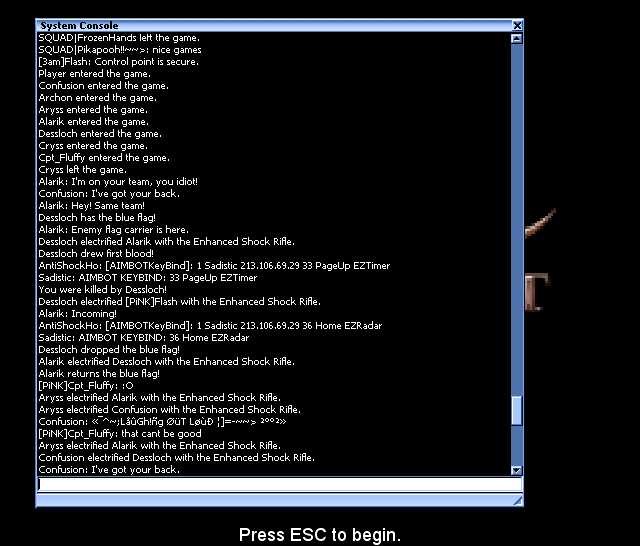 System Console
SQUAD|FrozenHands left the game.
SQUAD|Pikapooh!!~~>: nice games
[3am]Flash: Control point is secure.
Player entered the game.
Confusion entered the game.
Archon entered the game.
Aryss entered the game.
Alarik entered the game.
Dessloch entered the game.
Cryss entered the game.
Cpt_Fluffy entered the game.
Cryss left the game.
Alarik: I'm on your team, you idiot!
Confusion: I've got your back.
Alarik: Hey! Same team!
Dessloch has the blue flag!
Alarik: Enemy flag carrier is here.
Dessloch electrified Alarik with the Enhanced Shock Rifle.
Dessloch drew first blood!
AntiShockHo: [AIMBOTKeyBind]: 1 Sadistic 213.106.69.29 33 PageUp EZTimer
Sadistic: AIMBOT KEYBIND: 33 PageUp EZTimer
You were killed by Dessloch!
Dessloch electrified [PiNK]Flash with the Enhanced Shock Rifle.
Alarik: Incoming!
AntiShockHo: [AIMBOTKeyBind]: 1 Sadistic 213.106.69.29 36 Home EZRadar
Sadistic: AIMBOT KEYBIND: 36 Home EZRadar
Dessloch dropped the blue flag!
Alarik electrified Dessloch with the Enhanced Shock Rifle.
Alarik returns the blue flag!
[PiNK]Cpt_Fluffy: :O
Aryss electrified Alarik with the Enhanced Shock Rifle.
Aryss electrified Confusion with the Enhanced Shock Rifle.
Confusion: ØüT
[PiNK]Cpt_Fluffy: that cant be good
Aryss electrified Alarik with the Enhanced Shock Rifle.
Confusion electrified Dessloch with the Enhanced Shock Rifle.
Confusion: I've got your back.
T
Press ESC to begin.